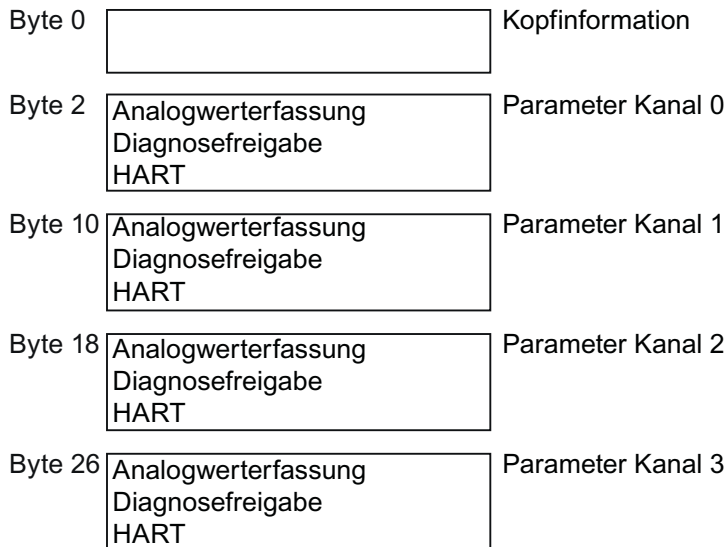 Byte 0 Kopfinformation
Byte 2 Analogwerterfassung Parameter Kanal 0
Diagnosefreigabe
HART
Byte 10 Analogwerterfassung Parameter Kanal 1
Diagnosefreigabe
HART
Byte 18 Analogwerterfassung Parameter Kanal 2
Diagnosefreigabe
HART
Byte 26 Analogwerterfassung Parameter Kanal 3
Diagnosefreigabe
HART